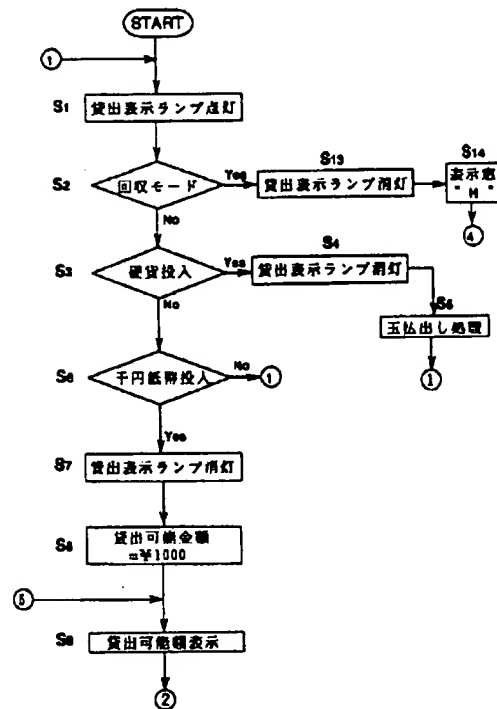 START
①
S1
貸出表示ランプ点灯
S2
回収モード
Yes
S13
貸出表示ランプ消灯
S14
表示窓
"H"
④
No
S3
硬貨投入
Yes
S4
貸出表示ランプ消灯
S5
玉払出し処理
①
No
S6
千円紙幣投入
No
①
Yes
S7
貸出表示ランプ消灯
S8
貸出可能金額
=¥1000
⑤
S9
貸出可能額表示
②